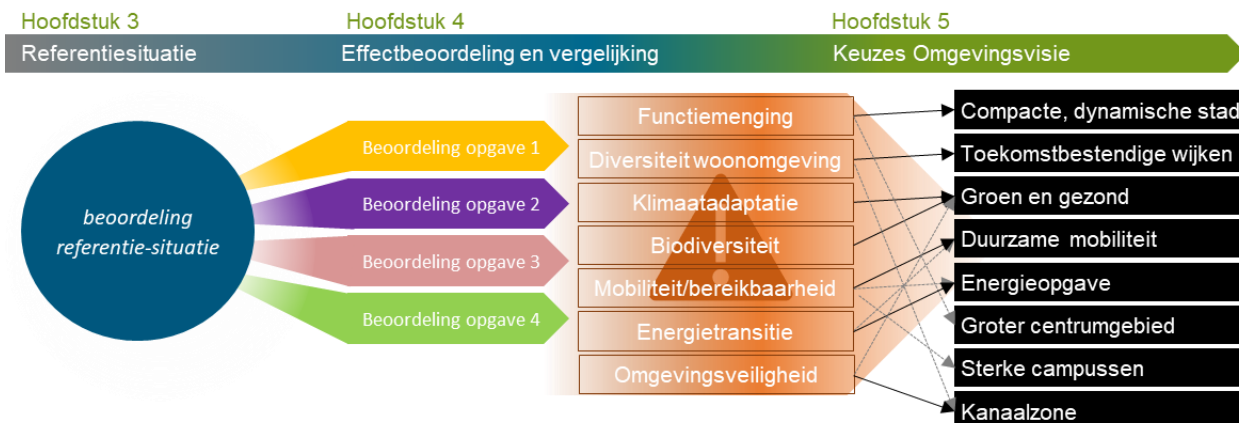 Hoofdstuk 3
Hoofdstuk 4
Hoofdstuk 5
Referentiesituatie
Effectbeoordeling en vergelijking
Keuzes Omgevingsvisie
beoordeling
referentie-situatie
Beoordeling opgave 1
Beoordeling opgave 2
Beoordeling opgave 3
Beoordeling opgave 4
Functiemenging
Diversiteit woonomgeving
Klimaatadaptatie
Biodiversiteit
Mobiliteit/bereikbaarheid
Energietransitie
Omgevingsveiligheid
Compacte, dynamische stad
Toekomstbestendige wijken
Groen en gezond
Duurzame mobiliteit
Energieopgave
Groter centrumgebied
Sterke campussen
Kanaalzone